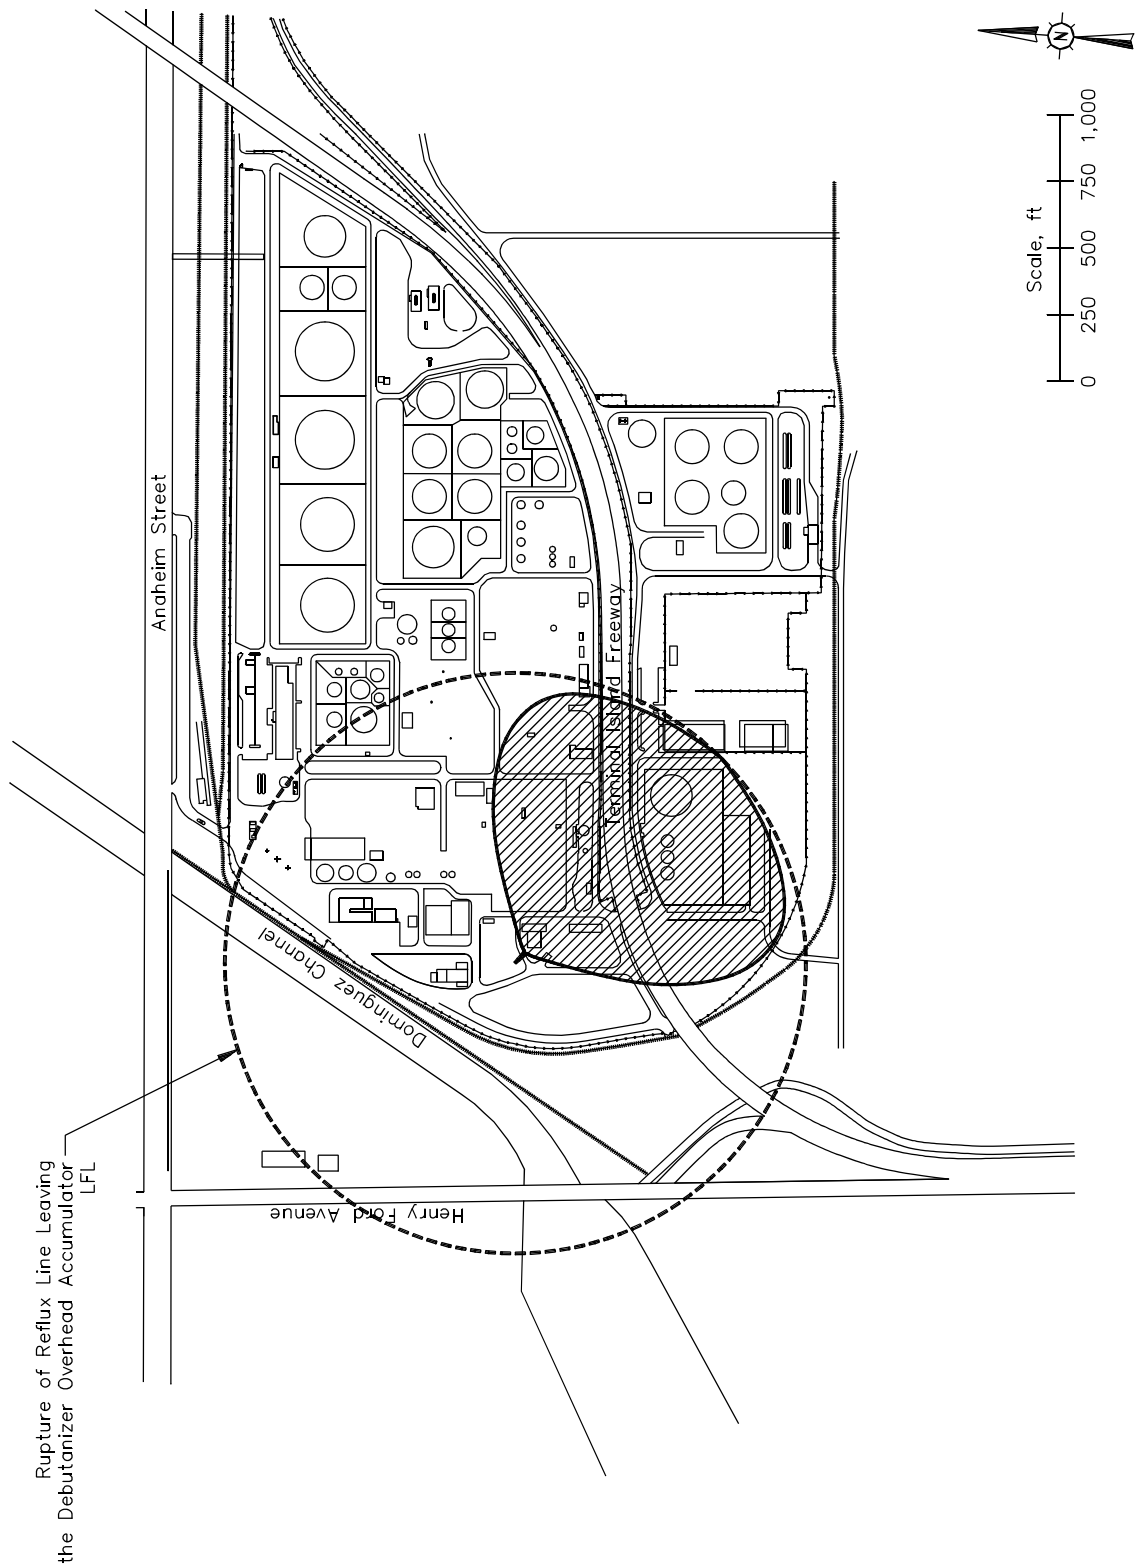 Rupture of Reflux Line Leaving
the Debutanizer Overhead Accumulator
LFL
Anaheim Street
Dominguez Channel
Henry Ford Avenue
Terminal Island Freeway
N
Scale, ft
0 250 500 750 1,000